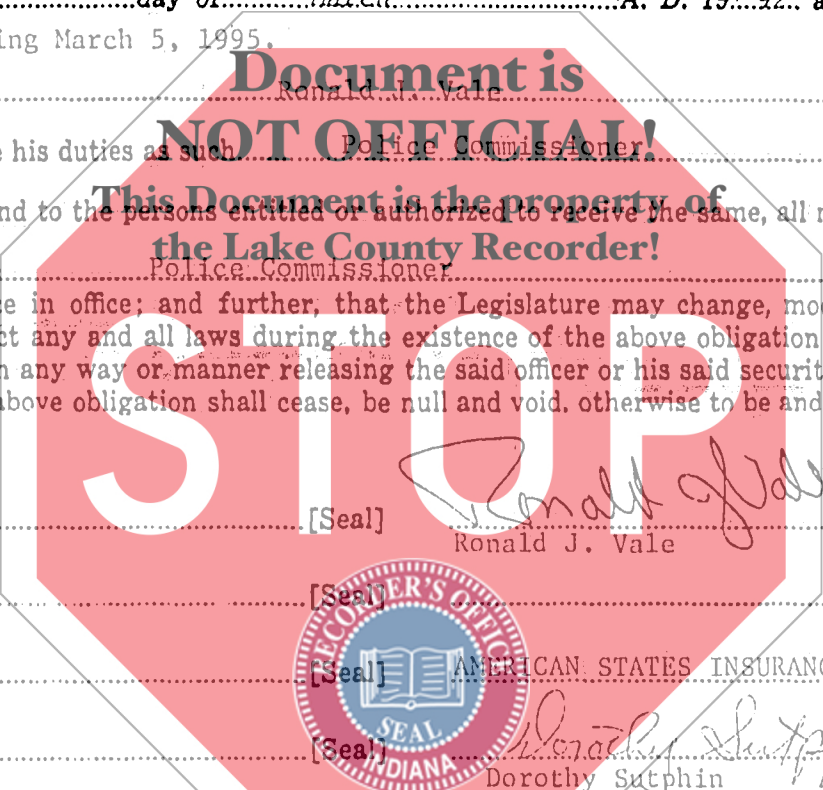 day of March A. D. 19 92 a
ing March 5, 1995.
Document is
Ronald J. Vale
NOT OFFICIAL!
e his duties as such Police Commissioner
This Document is the property of
nd to the persons entitled or authorized to receive the same, all
the Lake County Recorder!
Police Commissioner
e in office; and further, that the Legislature may change, mo
ct any and all laws during the existence of the above obligation
n any way or manner releasing the said officer or his said securit
above obligation shall cease, be null and void, otherwise to be and
STOP
[Seal] Ronald J Vale
Ronald J. Vale
[Seal]
RECORDER'S OFFIC
[Seal] AMERICAN STATES INSURANC
SEAL
[Seal] Dorothy Sutp
INDIANA
Dorothy Sutphin